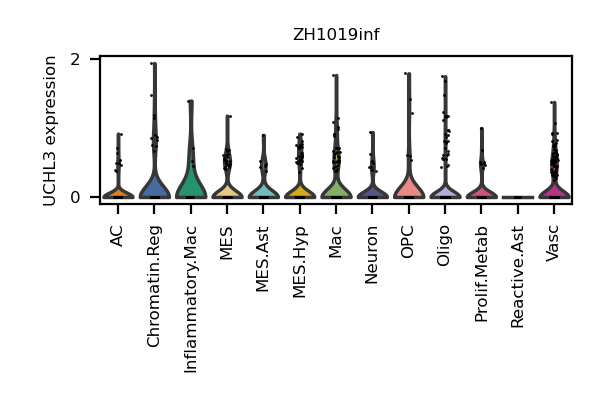 ZH1019inf
UCHL3 expression
2
0
AC
Chromatin.Reg
Inflammatory.Mac
MES
MES.Ast
MES.Hyp
Mac
Neuron
OPC
Oligo
Prolif.Metab
Reactive.Ast
Vasc